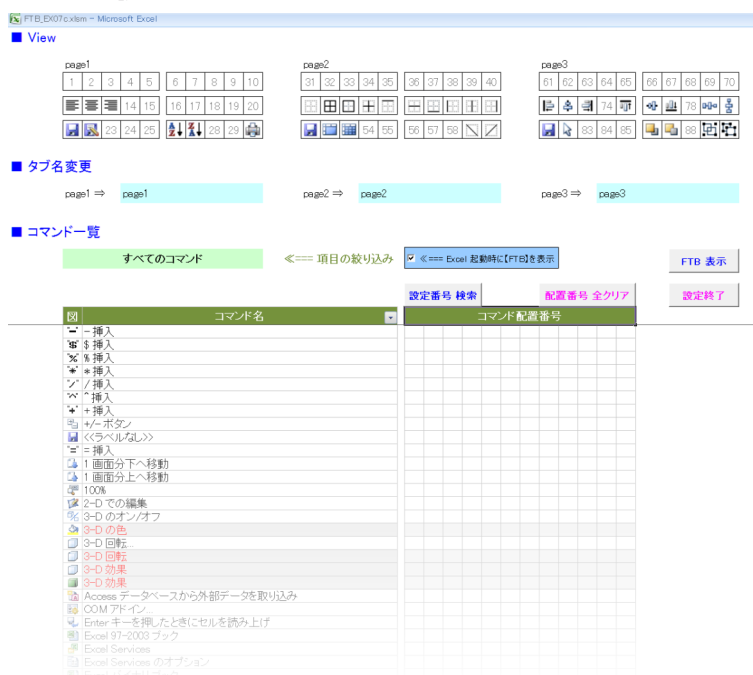 FTB_EX07c.xlsm - Microsoft Excel
■ View
page1 page2 page3
1 2 3 4 5 6 7 8 9 10 31 32 33 34 35 36 37 38 39 40 61 62 63 64 65 66 67 68 69 70
14 15 16 17 18 19 20 74 78
23 24 25 28 29 54 55 56 57 58 83 84 85 88
■ タブ名変更
page1 ⇒ page1 page2 ⇒ page2 page3 ⇒ page3
■ コマンド一覧
すべてのコマンド ≪=== 項目の絞り込み ≪=== Excel 起動時に【FTB】を表示
FTB 表示
設定番号 検索 配置番号 全クリア 設定終了
図 コマンド名 コマンド配置番号
"-" - 挿入
"$" $ 挿入
"%" % 挿入
"*" * 挿入
"/" / 挿入
"^" ^ 挿入
"+" + 挿入
+/- ボタン
<<ラベルなし>>
"=" = 挿入
1 画面分下へ移動
1 画面分上へ移動
100%
2-D での編集
3-D のオン/オフ
3-D の色
3-D 回転...
3-D 回転
3-D 効果
3-D 効果
Access データベースから外部データを取り込み
COM アドイン...
Enter キーを押したときにセルを読み上げ
Excel 97-2003 ブック
Excel Services
Excel Services のオプション